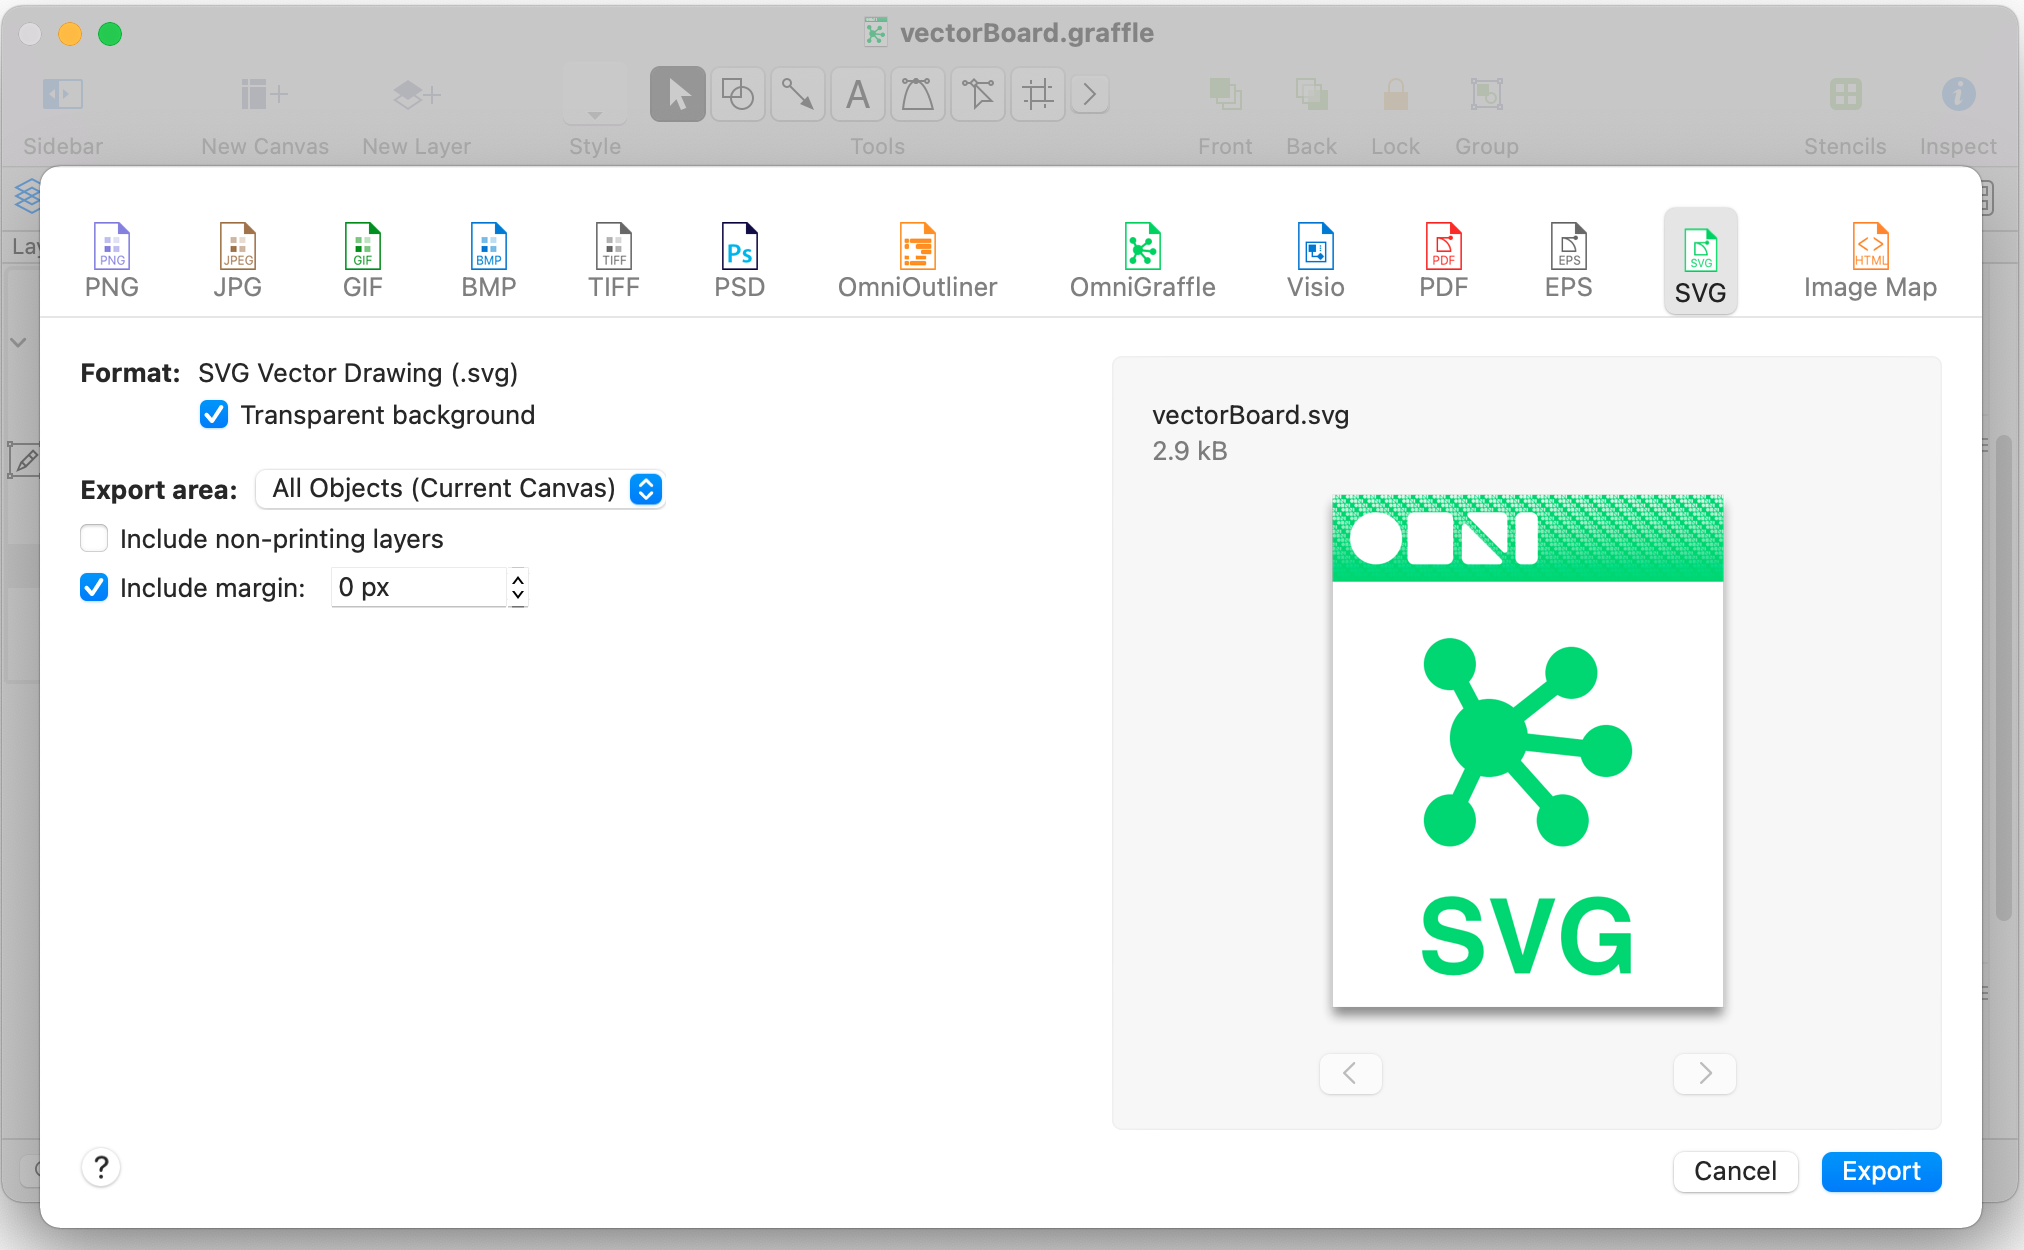 vectorBoard.graffle
Sidebar
New Canvas
New Layer
Style
A
Tools
Front
Back
Lock
Group
Stencils
Inspect
PNG
PNG
JPEG
JPG
GIF
GIF
BMP
BMP
TIFF
TIFF
Ps
PSD
OmniOutliner
OmniGraffle
Visio
PDF
PDF
EPS
EPS
SVG
SVG
<>
HTML
Image Map
Format: SVG Vector Drawing (.svg)
Transparent background
Export area: All Objects (Current Canvas)
Include non-printing layers
Include margin: 0 px
vectorBoard.svg
2.9 kB
OMNI
SVG
?
Cancel
Export